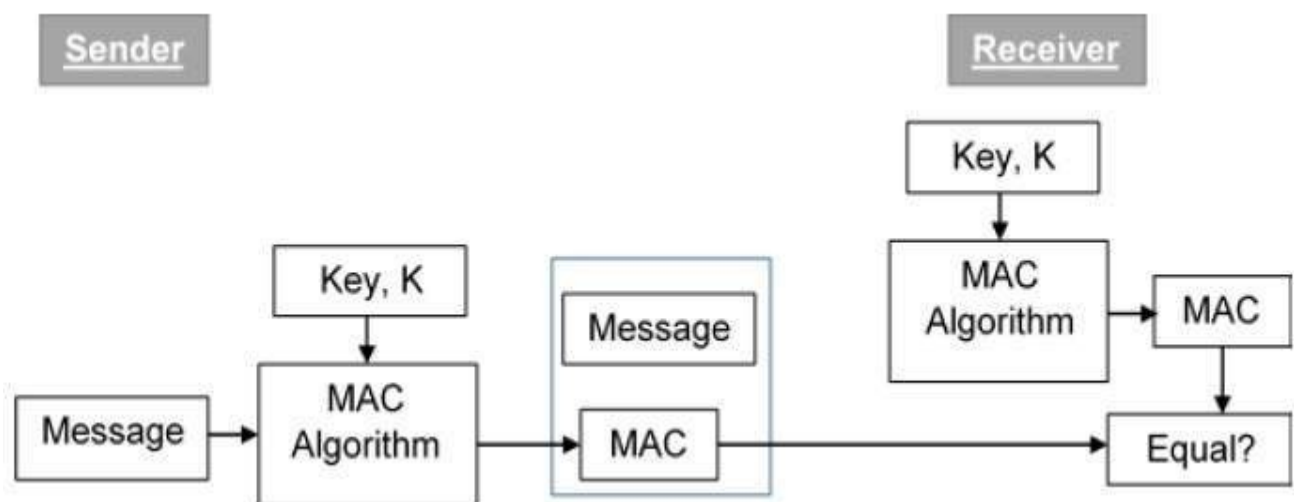 Sender
Receiver
Key, K
Key, K
MAC
Algorithm
MAC
Message
Message
MAC
Algorithm
MAC
Equal?